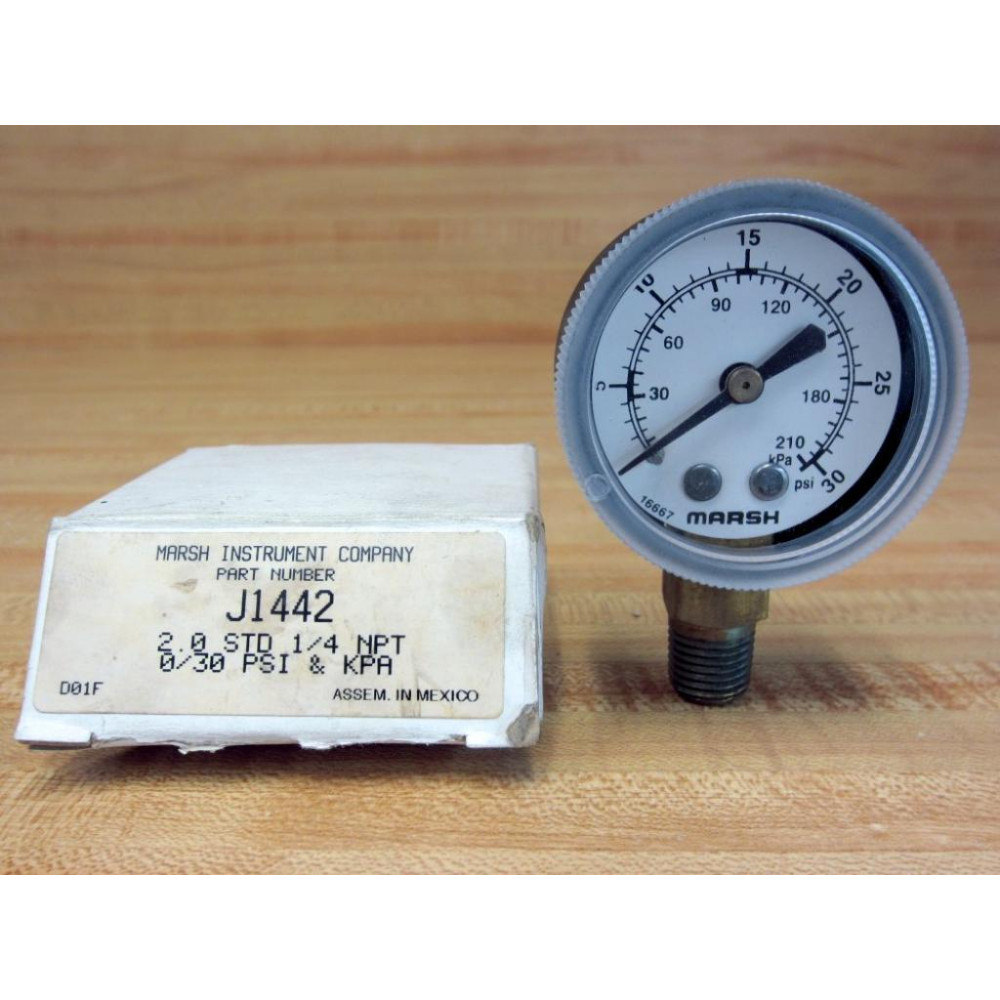 MARSH INSTRUMENT COMPANY
PART NUMBER
J1442
2.0 STD 1/4 NPT
0/30 PSI & KPA
D01F
ASSEM. IN MEXICO
5
10
15
20
25
30
psi
30
60
90
120
180
210
kPa
16667
MARSH